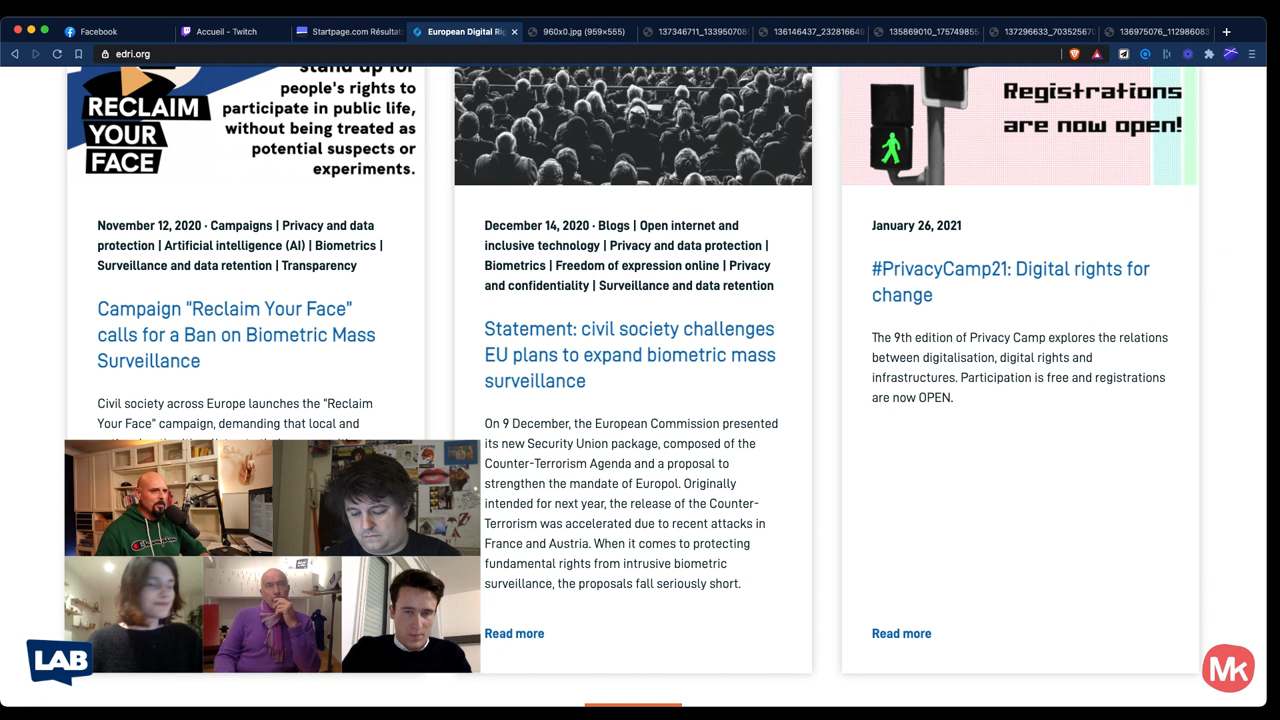 Facebook
Accueil - Twitch
Startpage.com Résultat
European Digital Rig
960x0.jpg (959×555)
137346711_133950708
136146437_232816649
135869010_175749855
137296633_703525670
136975076_112986083
edri.org
stand up for
people's rights to
participate in public life,
without being treated as
potential suspects or
experiments.
RECLAIM
YOUR
FACE
November 12, 2020 · Campaigns | Privacy and data
protection | Artificial intelligence (AI) | Biometrics |
Surveillance and data retention | Transparency
Campaign "Reclaim Your Face"
calls for a Ban on Biometric Mass
Surveillance
Civil society across Europe launches the "Reclaim
Your Face" campaign, demanding that local and
December 14, 2020 · Blogs | Open internet and
inclusive technology | Privacy and data protection |
Biometrics | Freedom of expression online | Privacy
and confidentiality | Surveillance and data retention
Statement: civil society challenges
EU plans to expand biometric mass
surveillance
On 9 December, the European Commission presented
its new Security Union package, composed of the
Counter-Terrorism Agenda and a proposal to
strengthen the mandate of Europol. Originally
intended for next year, the release of the Counter-
Terrorism was accelerated due to recent attacks in
France and Austria. When it comes to protecting
fundamental rights from intrusive biometric
surveillance, the proposals fall seriously short.
Read more
Registrations
are now open!
January 26, 2021
#PrivacyCamp21: Digital rights for
change
The 9th edition of Privacy Camp explores the relations
between digitalisation, digital rights and
infrastructures. Participation is free and registrations
are now OPEN.
Read more
Champion
LAB
MK